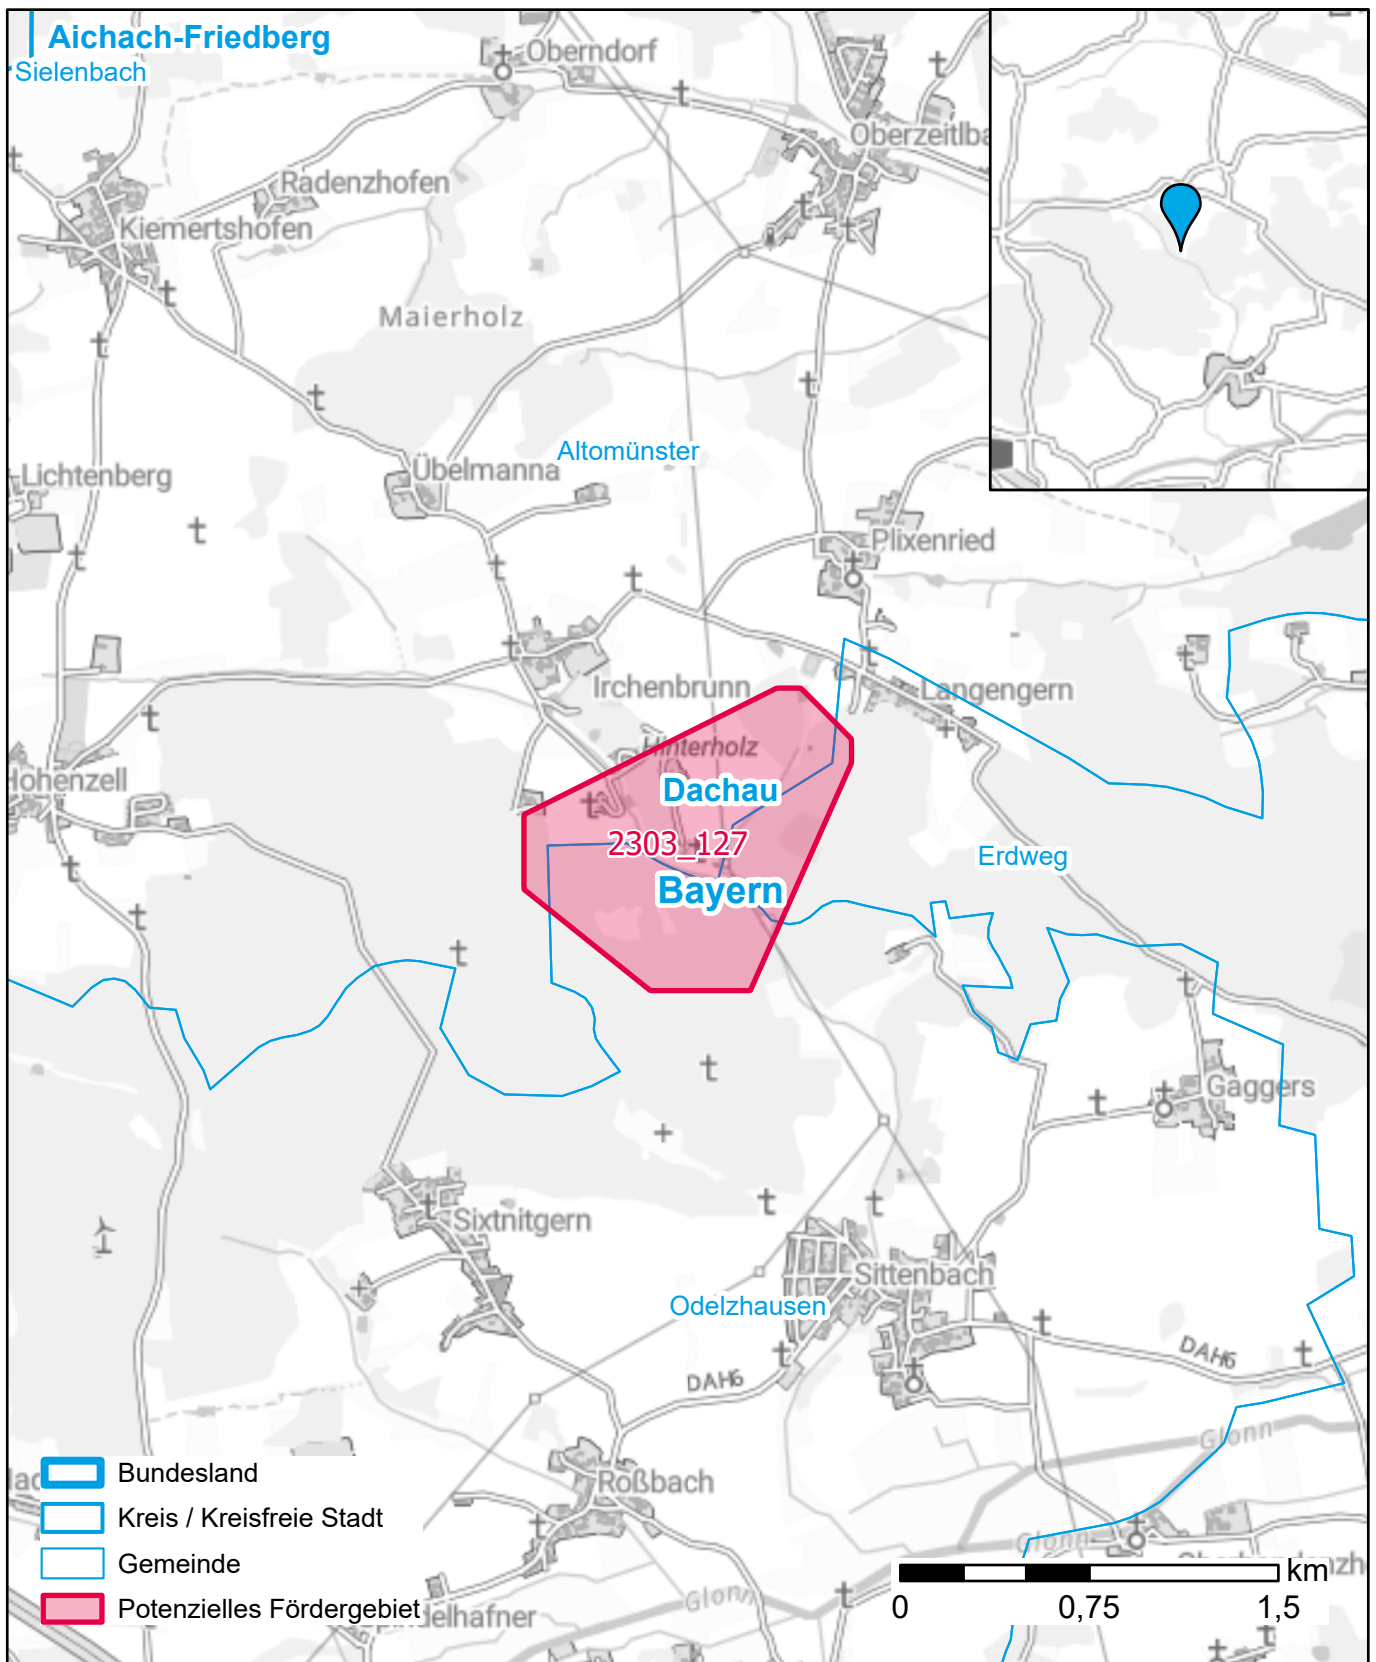 Aichach-Friedberg
Sielenbach
Oberndorf
Oberzeitlba
Radenzhofen
Kiemertshofen
Maierholz
Altomünster
Übelmanna
Lichtenberg
Plixenried
Irchenbrunn
Langengern
Hinterholz
Hohenzell
Dachau
2303_127
Erdweg
Bayern
Gaggers
Sixtnitgern
Sittenbach
Odelzhausen
DAH6
DAH6
Glonn
Roßbach
Glonn
Glonn
Bundesland
Kreis / Kreisfreie Stadt
Gemeinde
Potenzielles Fördergebiet
delhafner
km
0 0,75 1,5